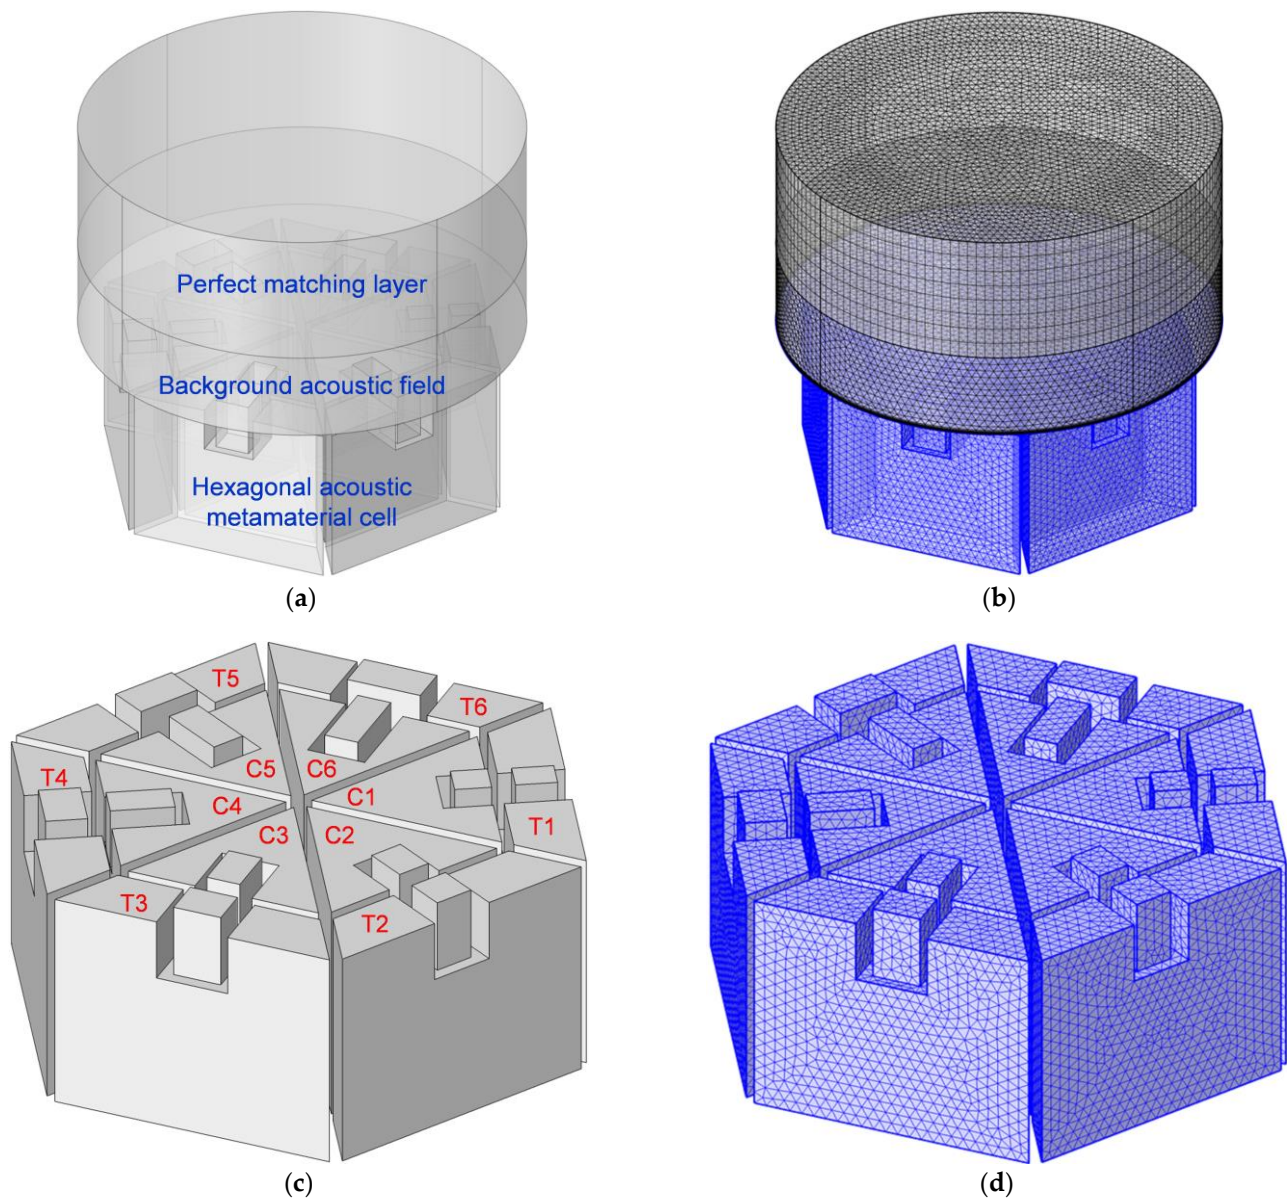 Perfect matching layer
Background acoustic field
Hexagonal acoustic
metamaterial cell
(a)
(b)
T5
T6
C5
C6
T4
C4
C1
C3
C2
T1
T3
T2
(c)
(d)